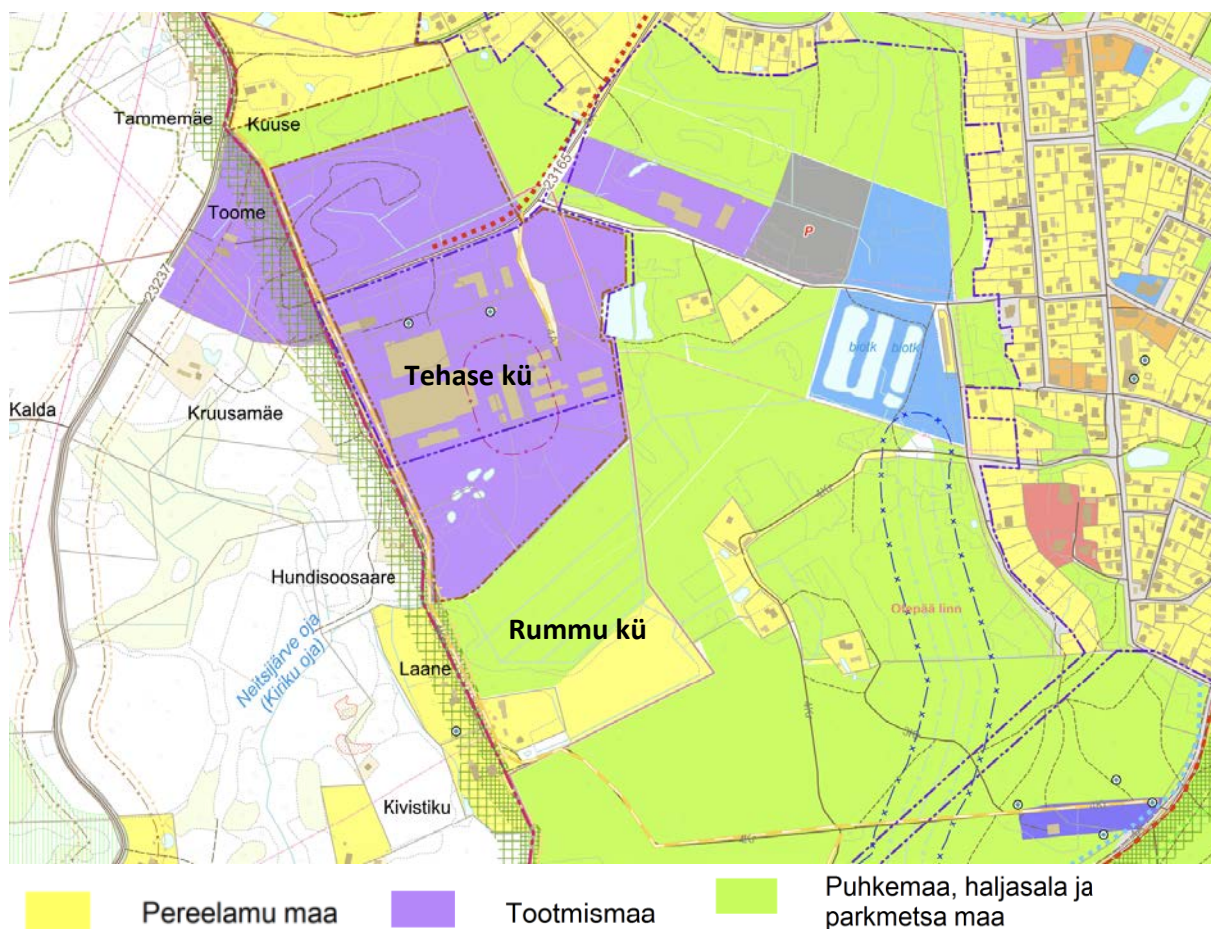 Tammemäe
Kuuse
23165
Toome
P
23237
biotk
biotk
Tehase kü
Kalda
Kruusamäe
Hundisoosaare
Otepää linn
Rummu kü
Neitsijärve oja
(Kiriku oja)
Laane
Kivistiku
Pereelamu maa
Tootmismaa
Puhkemaa, haljasala ja
parkmetsa maa